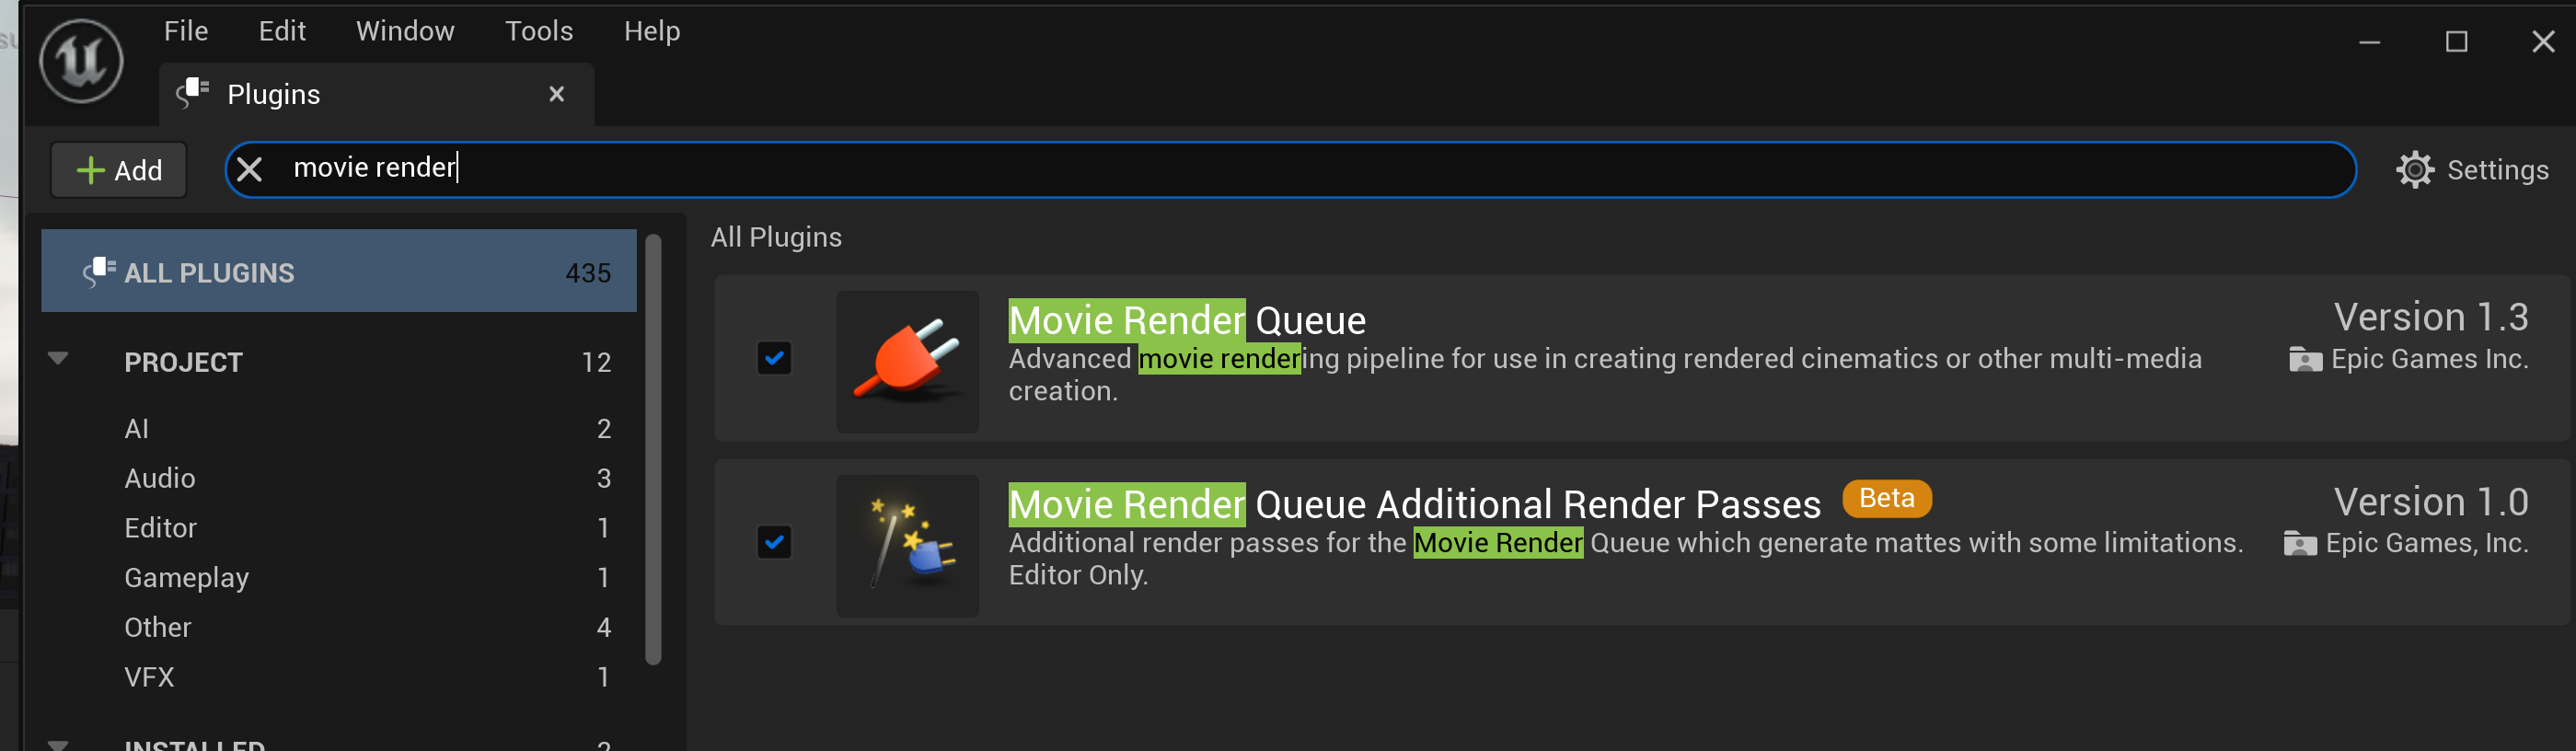 File Edit Window Tools Help
Plugins
Add
movie render
Settings
ALL PLUGINS 435
PROJECT 12
AI 2
Audio 3
Editor 1
Gameplay 1
Other 4
VFX 1
INSTALLED 2
All Plugins
Movie Render Queue
Version 1.3
Advanced movie rendering pipeline for use in creating rendered cinematics or other multi-media
creation.
Epic Games Inc.
Movie Render Queue Additional Render Passes Beta
Version 1.0
Additional render passes for the Movie Render Queue which generate mattes with some limitations.
Editor Only.
Epic Games, Inc.